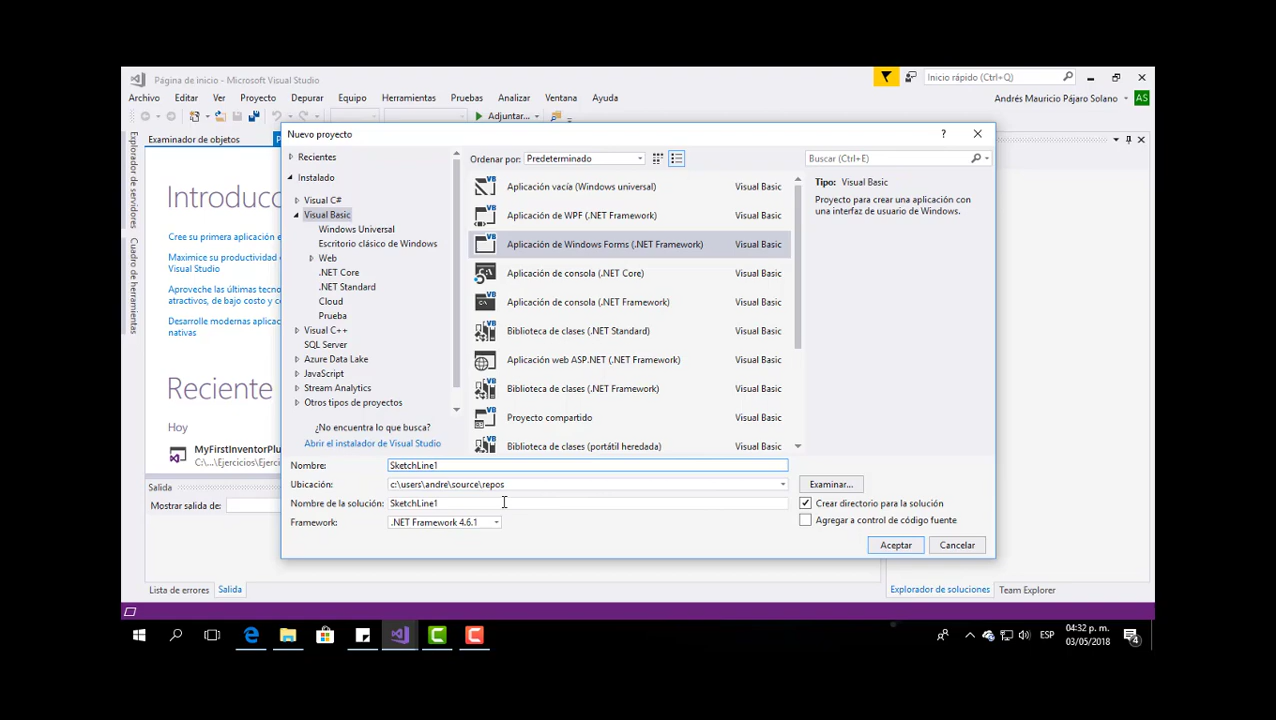 Página de inicio - Microsoft Visual Studio
Inicio rápido (Ctrl+Q)
Archivo Editar Ver Proyecto Depurar Equipo Herramientas Pruebas Analizar Ventana Ayuda
Andrés Mauricio Pájaro Solano AS
Adjuntar...
Explorador de servidores
Cuadro de herramientas
Examinador de objetos
P
Introducc
Cree su primera aplicación
Maximice su productividad
Visual Studio
Aproveche las últimas
atractivos, de bajo costo y
Desarrolle modernas
nativas
Reciente
Hoy
MyFirstInventorPlu
C:\...\Ejercicios\Ejerci
Salida
Mostrar salida de:
Nuevo proyecto
?
Recientes
Instalado
Visual C#
Visual Basic
Windows Universal
Escritorio clásico de Windows
Web
.NET Core
.NET Standard
Cloud
Prueba
Visual C++
SQL Server
Azure Data Lake
JavaScript
Stream Analytics
Otros tipos de proyectos
¿No encuentra lo que busca?
Abrir el instalador de Visual Studio
Ordenar por: Predeterminado
Aplicación vacía (Windows universal) Visual Basic
Aplicación de WPF (.NET Framework) Visual Basic
Aplicación de Windows Forms (.NET Framework) Visual Basic
Aplicación de consola (.NET Core) Visual Basic
Aplicación de consola (.NET Framework) Visual Basic
Biblioteca de clases (.NET Standard) Visual Basic
Aplicación web ASP.NET (.NET Framework) Visual Basic
Biblioteca de clases (.NET Framework) Visual Basic
Proyecto compartido Visual Basic
Biblioteca de clases (portátil heredada) Visual Basic
Buscar (Ctrl+E)
Tipo: Visual Basic
Proyecto para crear una aplicación con
una interfaz de usuario de Windows.
Nombre: SketchLine1
Ubicación: c:\users\andre\source\repos
Examinar...
Nombre de la solución: SketchLine1
Crear directorio para la solución
Framework: .NET Framework 4.6.1
Agregar a control de código fuente
Aceptar Cancelar
Lista de errores Salida
Explorador de soluciones Team Explorer
ESP
04:32 p. m.
03/05/2018
4